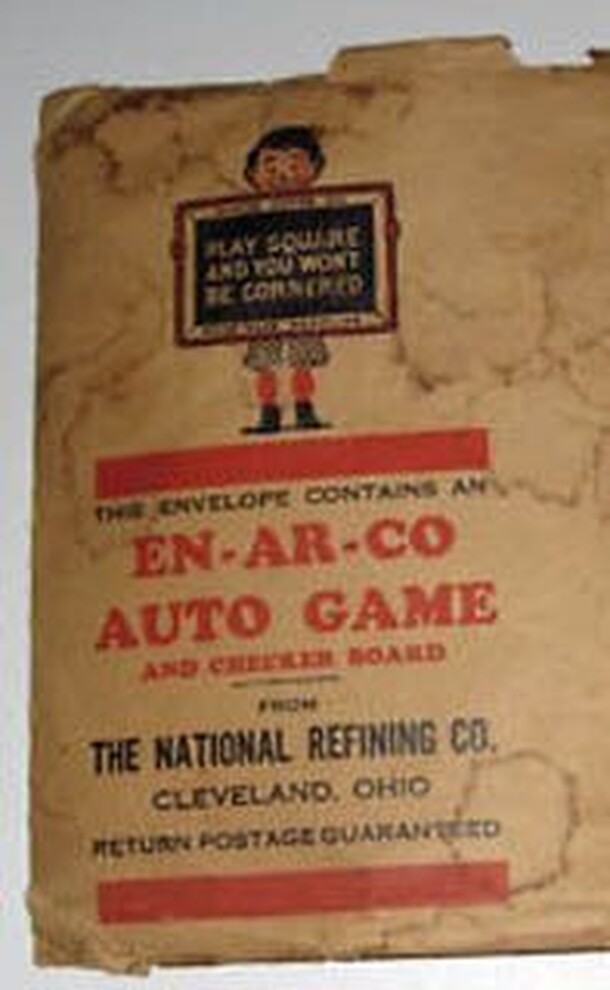 PLAY SQUARE
AND YOU WONT
BE CORNERED
THIS ENVELOPE CONTAINS AN
EN-AR-CO
AUTO GAME
AND CHECKER BOARD
FROM
THE NATIONAL REFINING CO.
CLEVELAND, OHIO
RETURN POSTAGE GUARANTEED